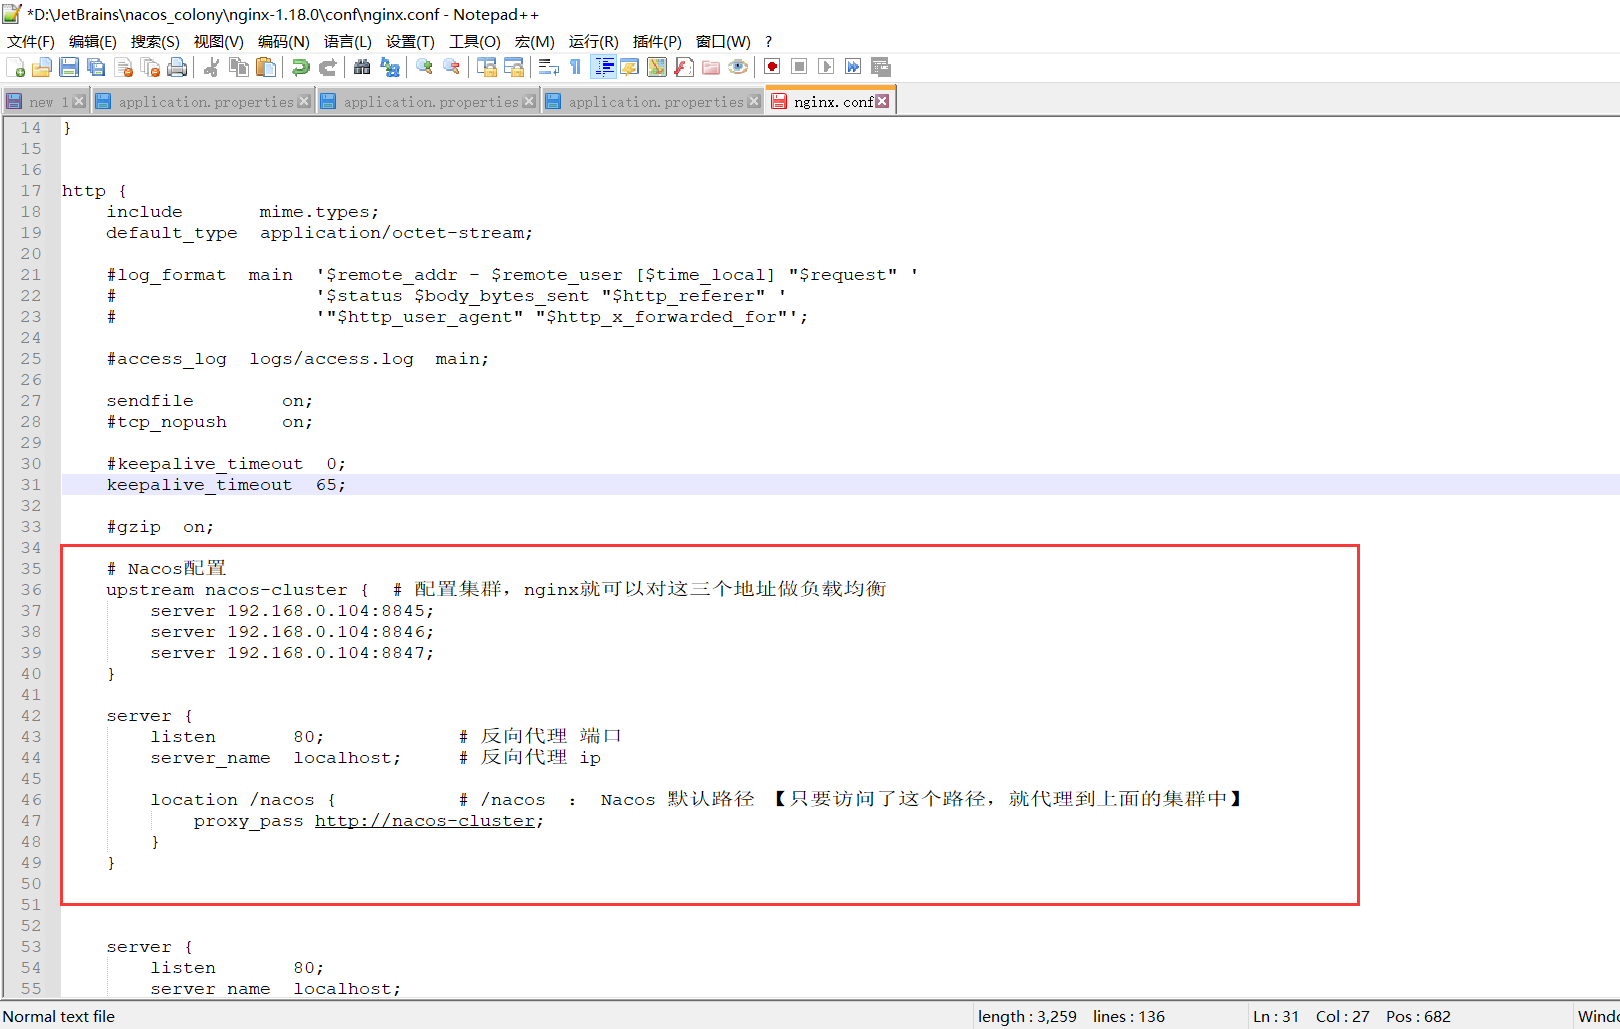 *D:\JetBrains\nacos_colony\nginx-1.18.0\conf\nginx.conf - Notepad++
文件(F) 编辑(E) 搜索(S) 视图(V) 编码(N) 语言(L) 设置(T) 工具(O) 宏(M) 运行(R) 插件(P) 窗口(W) ?
new 1 application.properties application.properties application.properties nginx.conf
14 }
15
16
17 http {
18     include       mime.types;
19     default_type  application/octet-stream;
20
21     #log_format  main  '$remote_addr - $remote_user [$time_local] "$request" '
22     #                  '$status $body_bytes_sent "$http_referer" '
23     #                  '"$http_user_agent" "$http_x_forwarded_for"';
24
25     #access_log  logs/access.log  main;
26
27     sendfile        on;
28     #tcp_nopush     on;
29
30     #keepalive_timeout  0;
31     keepalive_timeout  65;
32
33     #gzip  on;
34
35     # Nacos配置
36     upstream nacos-cluster {  # 配置集群，nginx就可以对这三个地址做负载均衡
37         server 192.168.0.104:8845;
38         server 192.168.0.104:8846;
39         server 192.168.0.104:8847;
40     }
41
42     server {
43         listen       80;            # 反向代理 端口
44         server_name  localhost;     # 反向代理 ip
45
46         location /nacos {           # /nacos  :  Nacos 默认路径 【只要访问了这个路径，就代理到上面的集群中】
47             proxy_pass http://nacos-cluster;
48         }
49     }
50
51
52
53     server {
54         listen       80;
55         server_name  localhost;
Normal text file length : 3,259 lines : 136 Ln : 31 Col : 27 Pos : 682